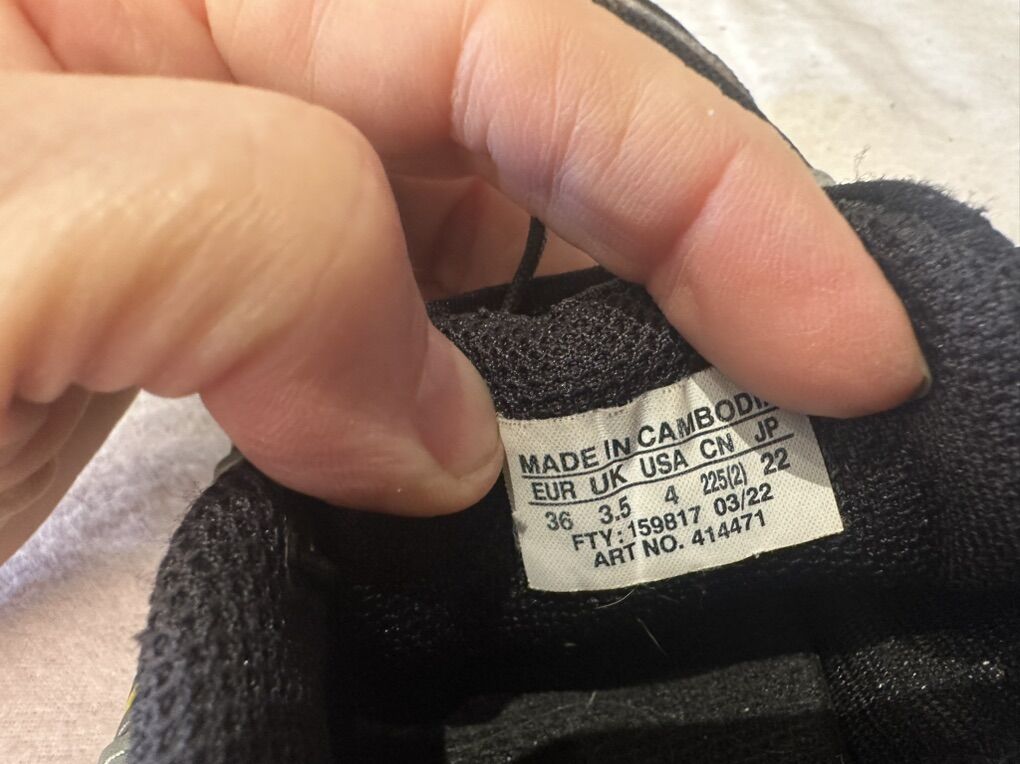 MADE IN CAMBODI
EUR UK USA CN JP
36 3.5 4 225(2) 22
FTY: 159817 03/22
ART NO. 414471